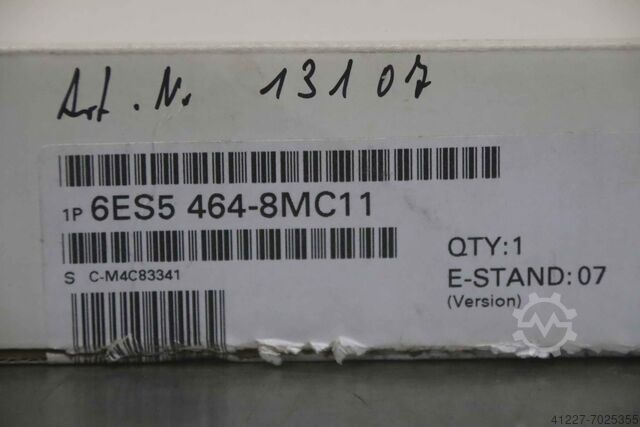 Art. Nr. 13107
1P 6ES5 464-8MC11
S C-M4C83341
QTY:1
E-STAND:07
(Version)
41227-7025355